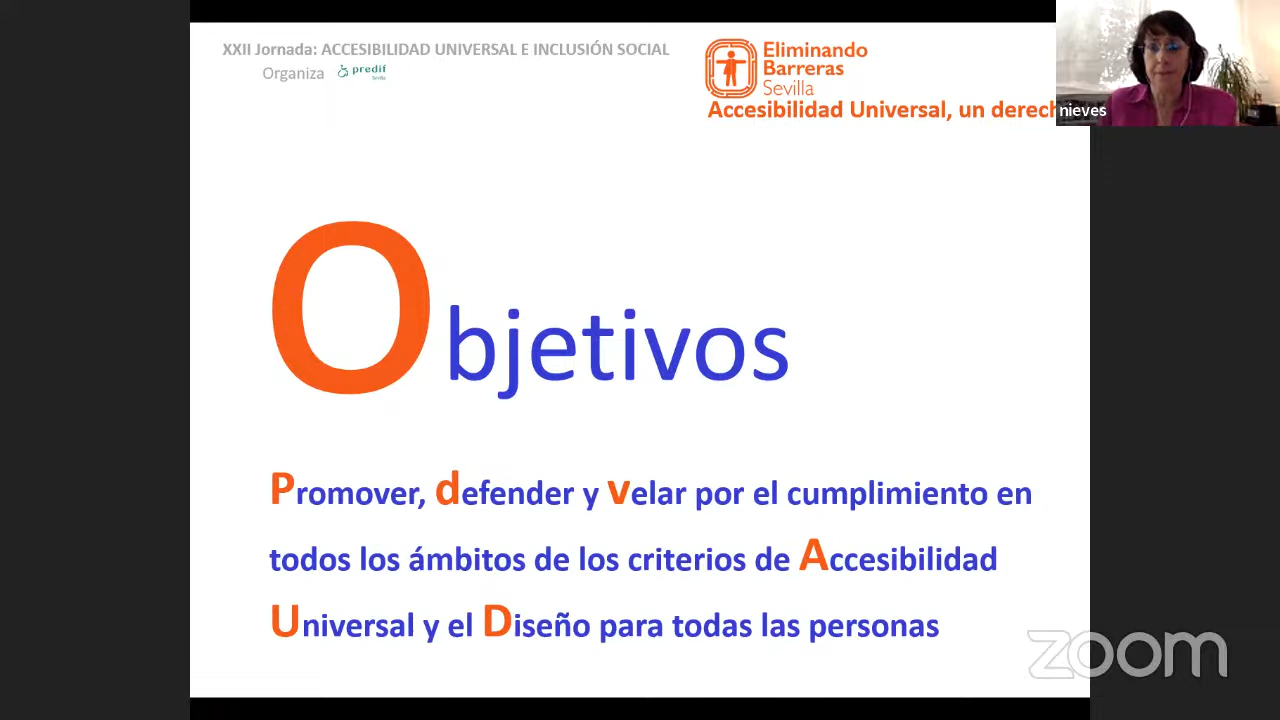 XXII Jornada: ACCESIBILIDAD UNIVERSAL E INCLUSIÓN SOCIAL
Organiza predif
Sevilla
Eliminando
Barreras
Sevilla
Accesibilidad Universal, un derech
nieves
Objetivos
Promover, defender y velar por el cumplimiento en
todos los ámbitos de los criterios de Accesibilidad
Universal y el Diseño para todas las personas
zoom